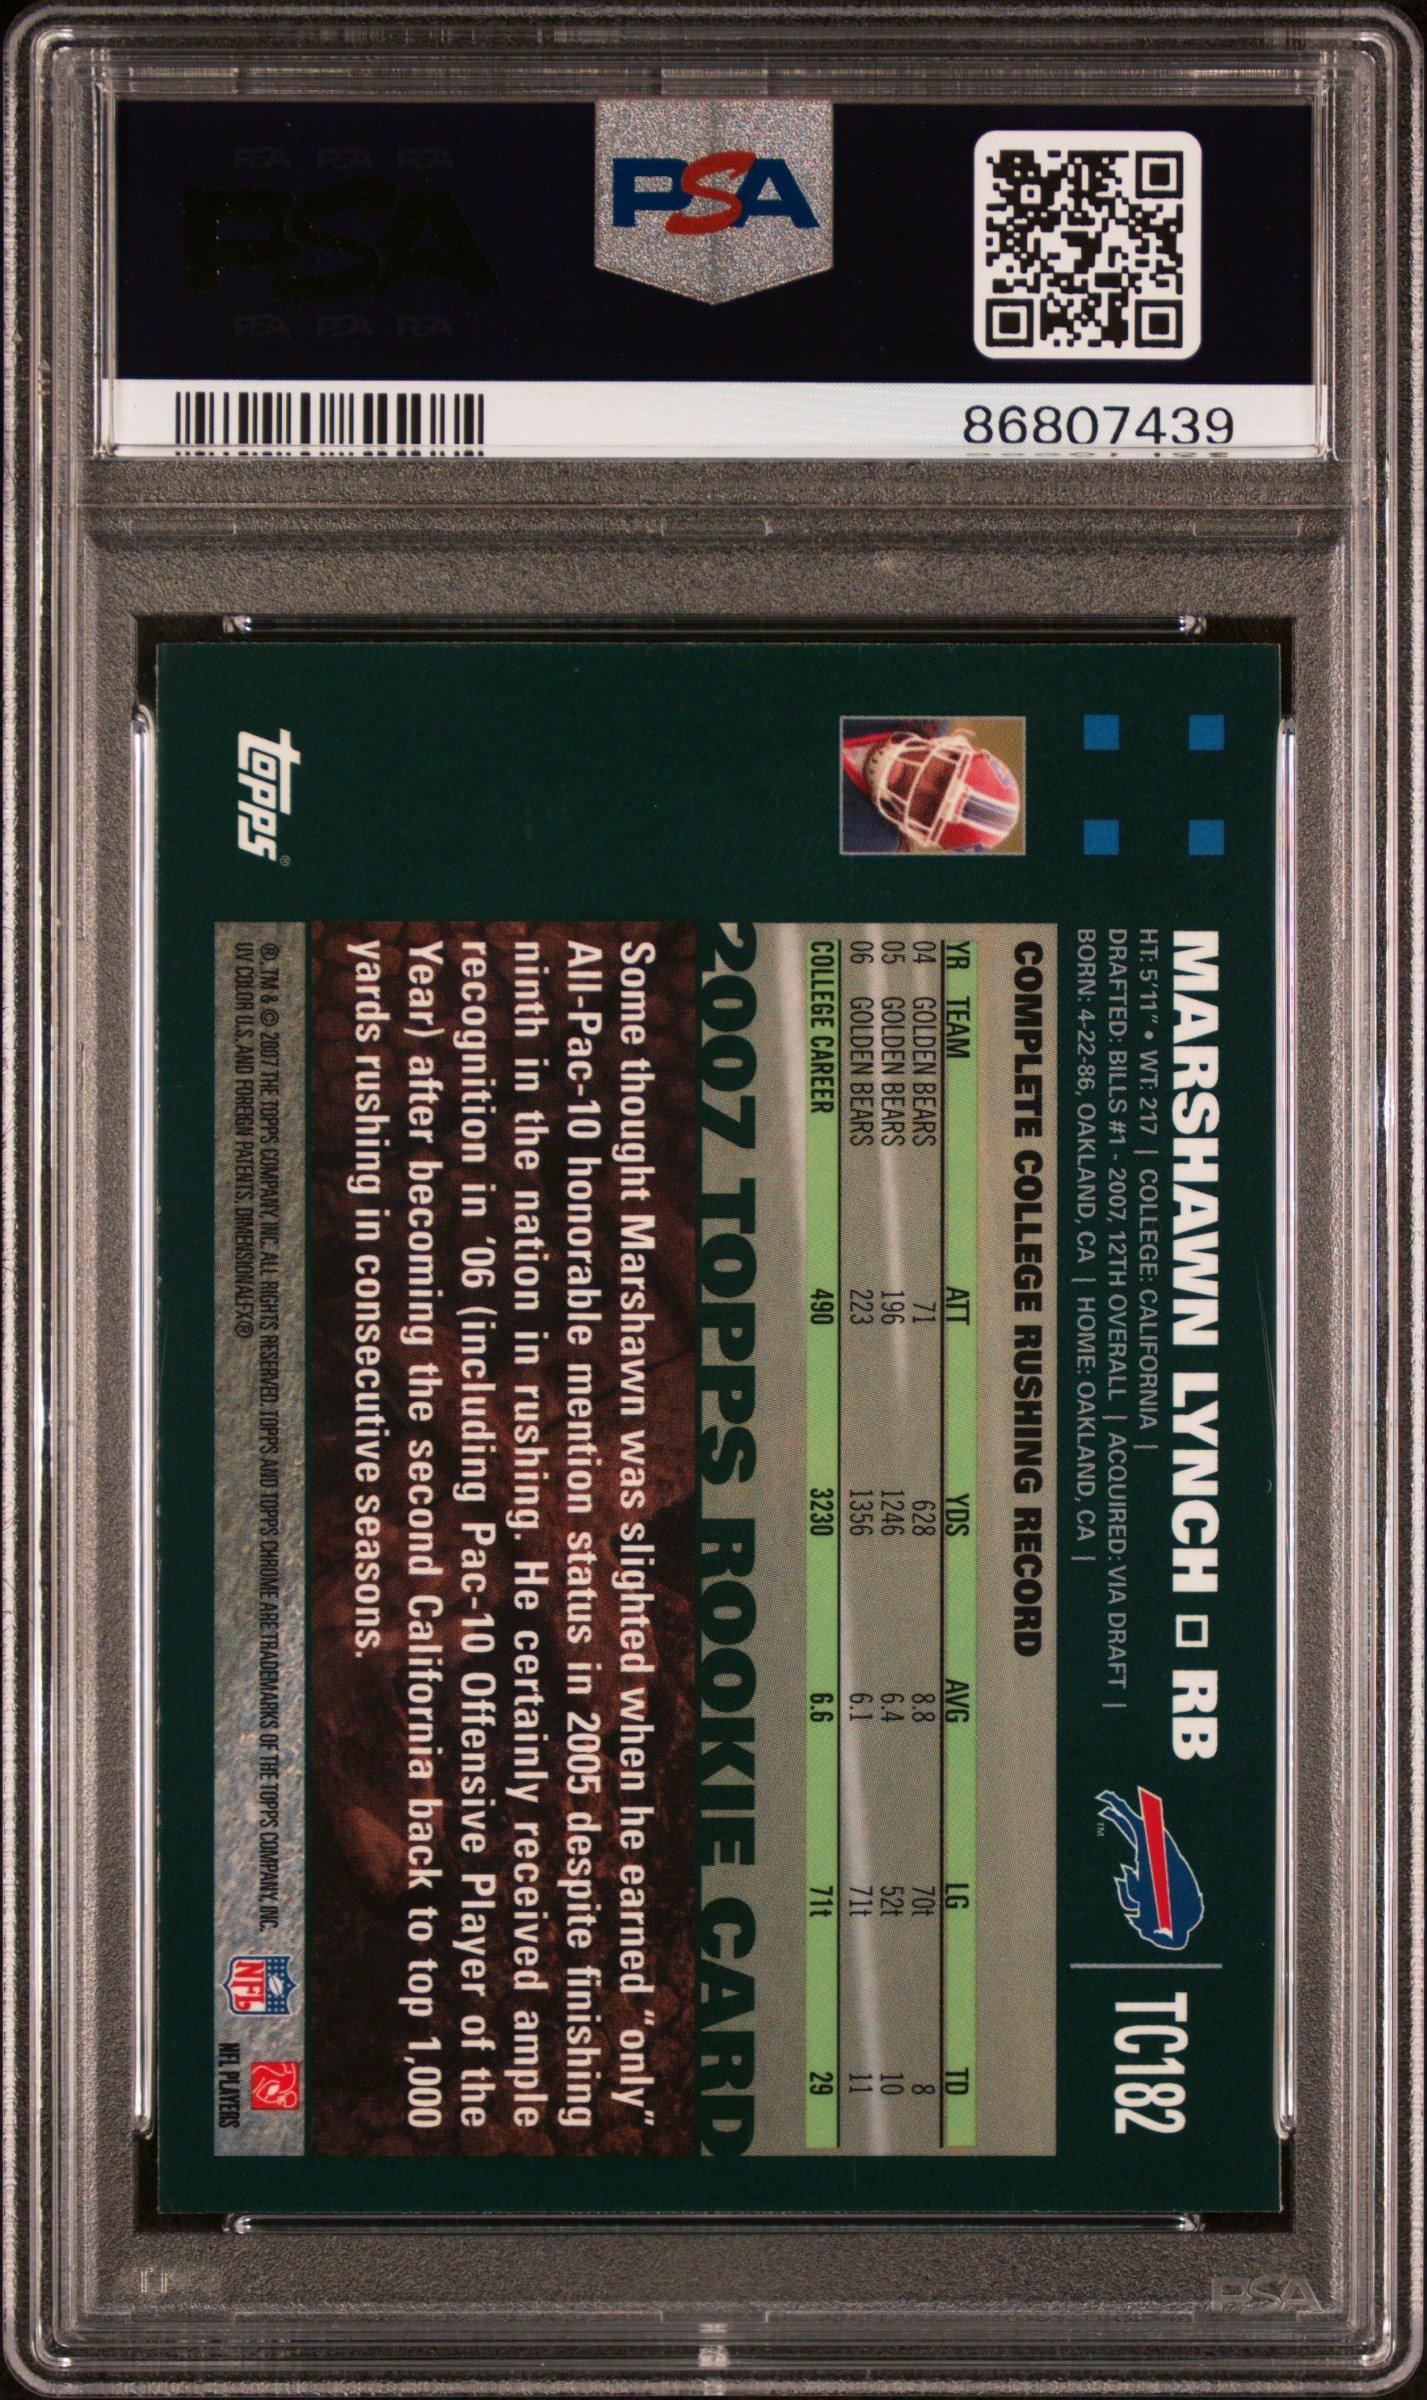 PSA PSA PSA
PSA
PSA PSA PSA
PSA
86807439
MARSHAWN LYNCH □ RB
TC182
HT: 5'11" • WT: 217 | COLLEGE: CALIFORNIA |
DRAFTED: BILLS #1 - 2007, 12TH OVERALL | ACQUIRED: VIA DRAFT |
BORN: 4-22-86, OAKLAND, CA | HOME: OAKLAND, CA |
TM
COMPLETE COLLEGE RUSHING RECORD
YR TEAM ATT YDS AVG LG TD
04 GOLDEN BEARS 71 628 8.8 70t 8
05 GOLDEN BEARS 196 1246 6.4 52t 10
06 GOLDEN BEARS 223 1356 6.1 71t 11
COLLEGE CAREER 490 3230 6.6 71t 29
2007 TOPPS ROOKIE CARD
Some thought Marshawn was slighted when he earned "only"
All-Pac-10 honorable mention status in 2005 despite finishing
ninth in the nation in rushing. He certainly received ample
recognition in '06 (including Pac-10 Offensive Player of the
Year) after becoming the second California back to top 1,000
yards rushing in consecutive seasons.
topps®
®, TM & © 2007 THE TOPPS COMPANY, INC. ALL RIGHTS RESERVED. TOPPS AND TOPPS CHROME ARE TRADEMARKS OF THE TOPPS COMPANY, INC.
UV COLOR U.S. AND FOREIGN PATENTS. DIMENSIONALFX®
NFL
NFL PLAYERS
PSA